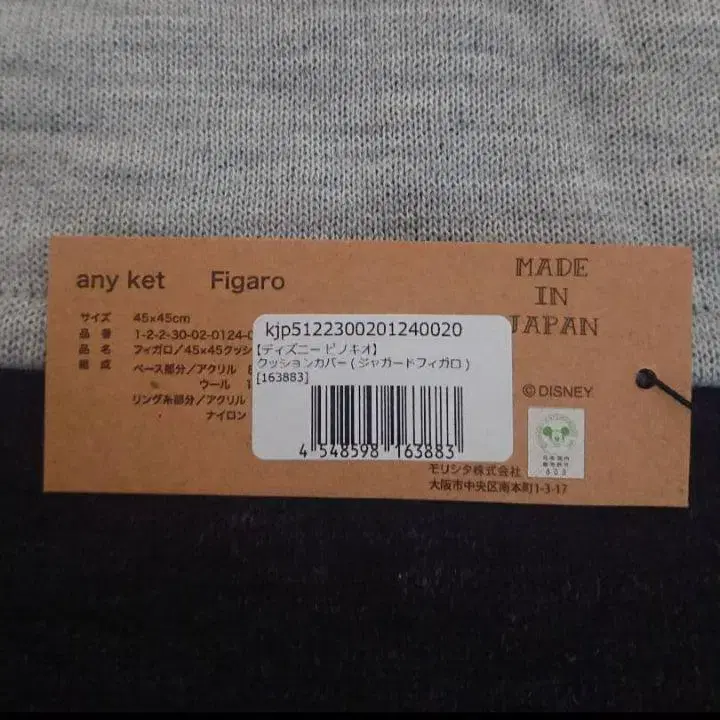 any ket Figaro
MADE
IN
JAPAN
サイズ 45×45cm
品番 1-2-2-30-02-0124-
品名 フィガロ/45×45クッシ
組成 ベース部分/アクリル
ウール 1
リング糸部分/アクリル
ナイロン
kjp5122300201240020
【ディズニー ピノキオ】
クッションカバー ( ジャガードフィガロ )
[163883]
4 548598 163883
©DISNEY
日本国内
モリシタ株式会社
大阪市中央区南本町1-3-17